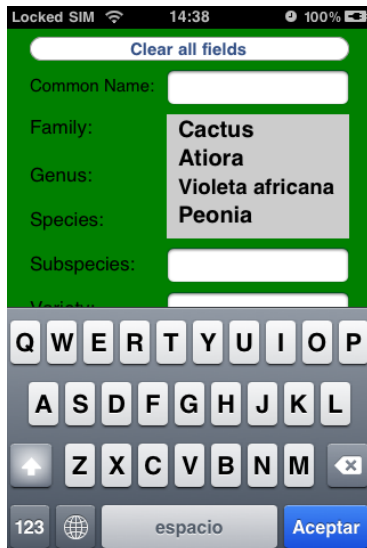 Locked SIM 14:38 100%
Clear all fields
Common Name:
Family:
Cactus
Atiora
Genus:
Violeta africana
Species:
Peonia
Subspecies:
Variety:
Q W E R T Y U I O P
A S D F G H J K L
Z X C V B N M
123 espacio Aceptar